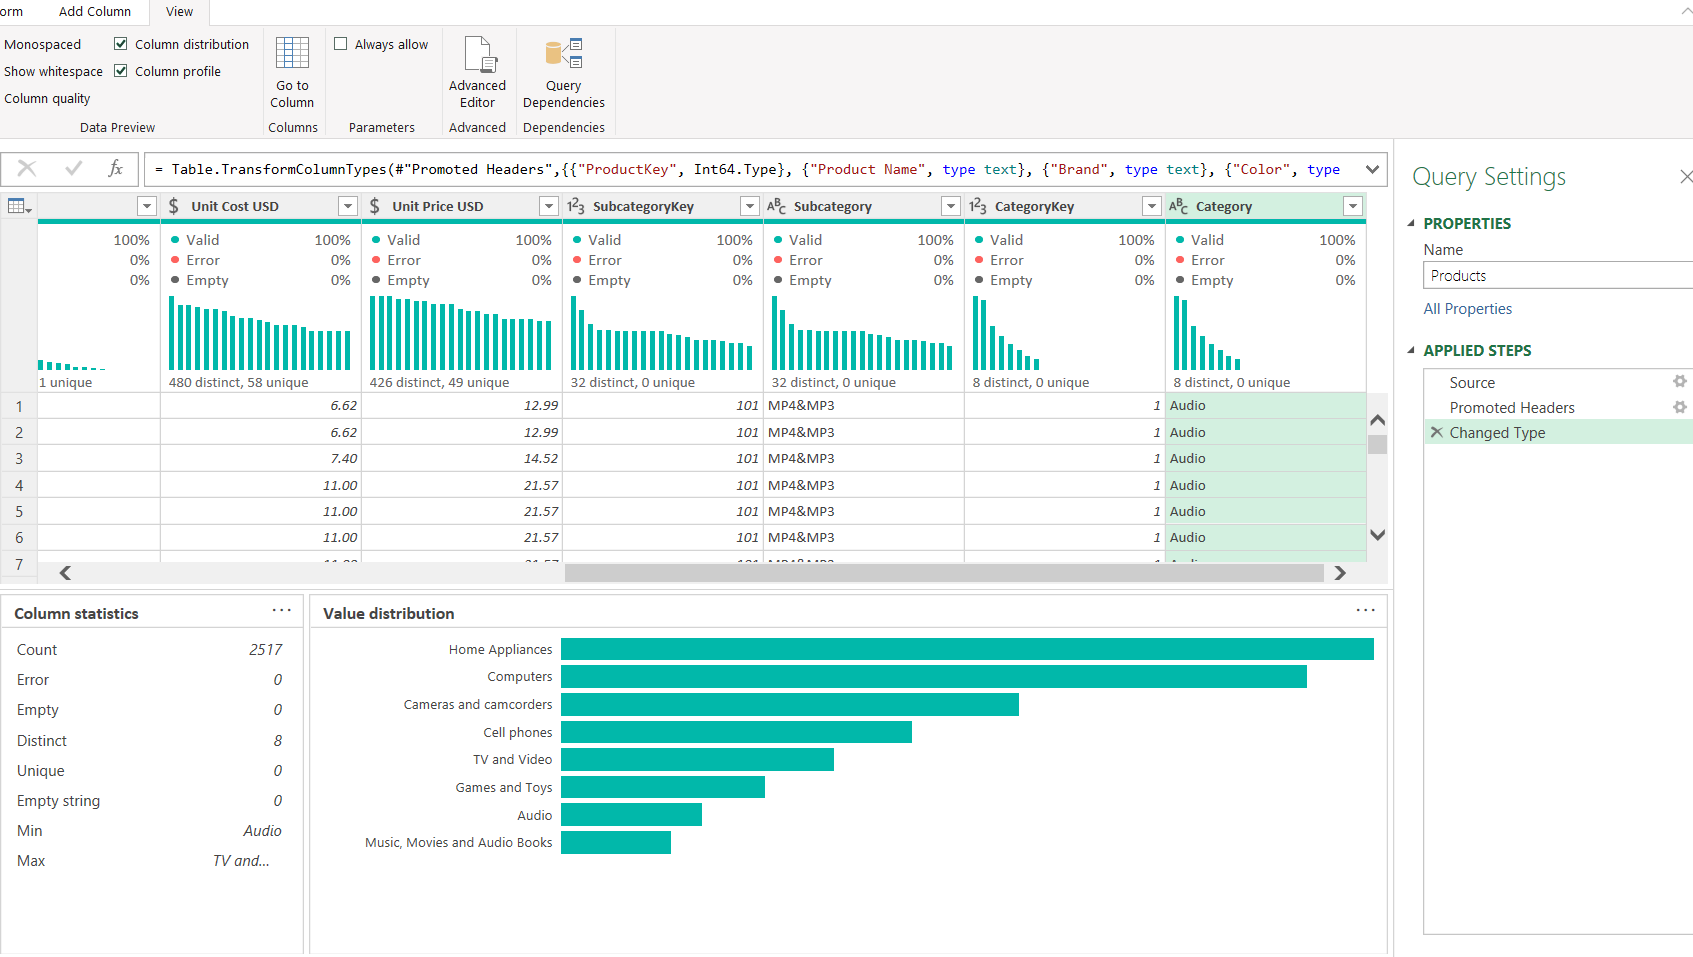 orm Add Column View
Monospaced Column distribution Always allow
Show whitespace Column profile
Column quality
Go to Column
Advanced Editor
Query Dependencies
Data Preview Columns Parameters Advanced Dependencies
fx = Table.TransformColumnTypes(#"Promoted Headers",{{"ProductKey", Int64.Type}, {"Product Name", type text}, {"Brand", type text}, {"Color", type
$ Unit Cost USD $ Unit Price USD 123 SubcategoryKey ABC Subcategory 123 CategoryKey ABC Category
100% Valid 100% Valid 100% Valid 100% Valid 100% Valid 100% Valid 100%
0% Error 0% Error 0% Error 0% Error 0% Error 0% Error 0%
0% Empty 0% Empty 0% Empty 0% Empty 0% Empty 0% Empty 0%
1 unique 480 distinct, 58 unique 426 distinct, 49 unique 32 distinct, 0 unique 32 distinct, 0 unique 8 distinct, 0 unique 8 distinct, 0 unique
1 6.62 12.99 101 MP4&MP3 1 Audio
2 6.62 12.99 101 MP4&MP3 1 Audio
3 7.40 14.52 101 MP4&MP3 1 Audio
4 11.00 21.57 101 MP4&MP3 1 Audio
5 11.00 21.57 101 MP4&MP3 1 Audio
6 11.00 21.57 101 MP4&MP3 1 Audio
7
Column statistics ...
Count 2517
Error 0
Empty 0
Distinct 8
Unique 0
Empty string 0
Min Audio
Max TV and...
Value distribution ...
Home Appliances
Computers
Cameras and camcorders
Cell phones
TV and Video
Games and Toys
Audio
Music, Movies and Audio Books
Query Settings
PROPERTIES
Name
Products
All Properties
APPLIED STEPS
Source
Promoted Headers
Changed Type